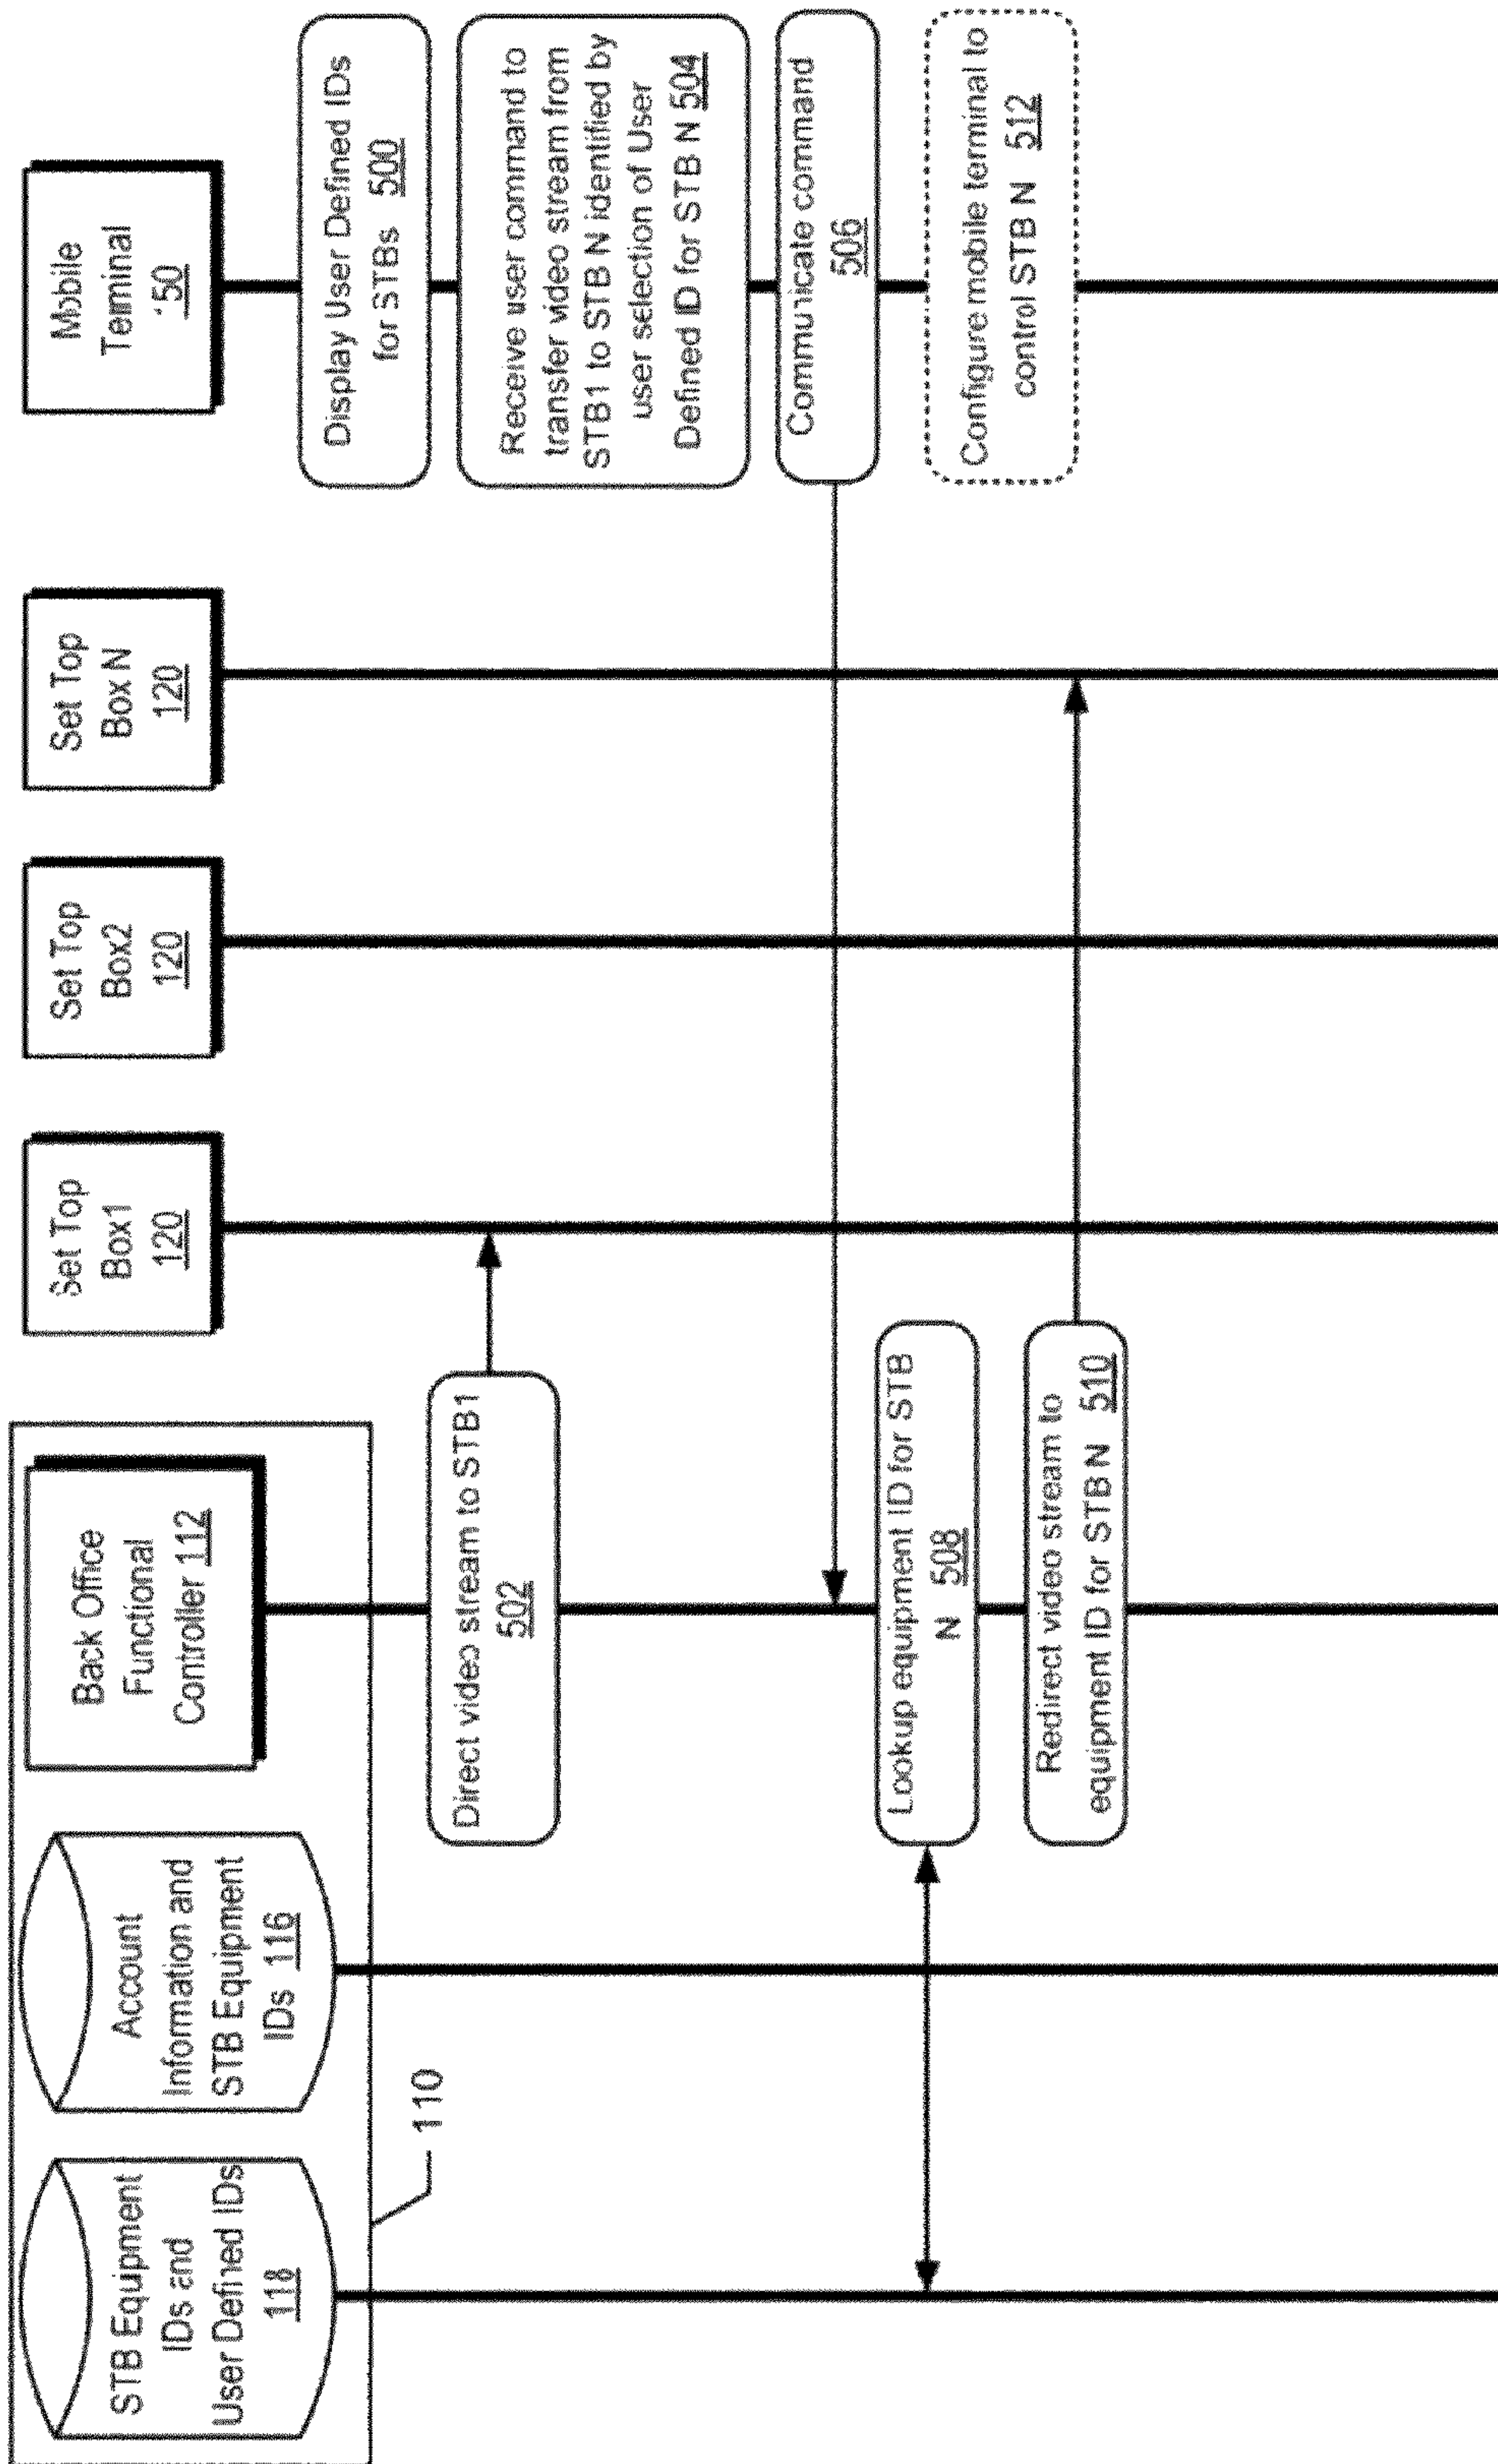 STB Equipment
IDs and
User Defined IDs
118
Account
Information and
STB Equipment
IDs 116
Back Office
Functional
Controller 112
Set Top
Box1
120
Set Top
Box2
120
Set Top
Box N
120
Mobile
Terminal
150
110
Display User Defined IDs
for STBs 500
Direct video stream to STB1
502
Receive user command to
transfer video stream from
STB1 to STB N identified by
user selection of User
Defined ID for STB N 504
Communicate command
506
Lookup equipment ID for STB
N 508
Redirect video stream to
equipment ID for STB N 510
Configure mobile terminal to
control STB N 512